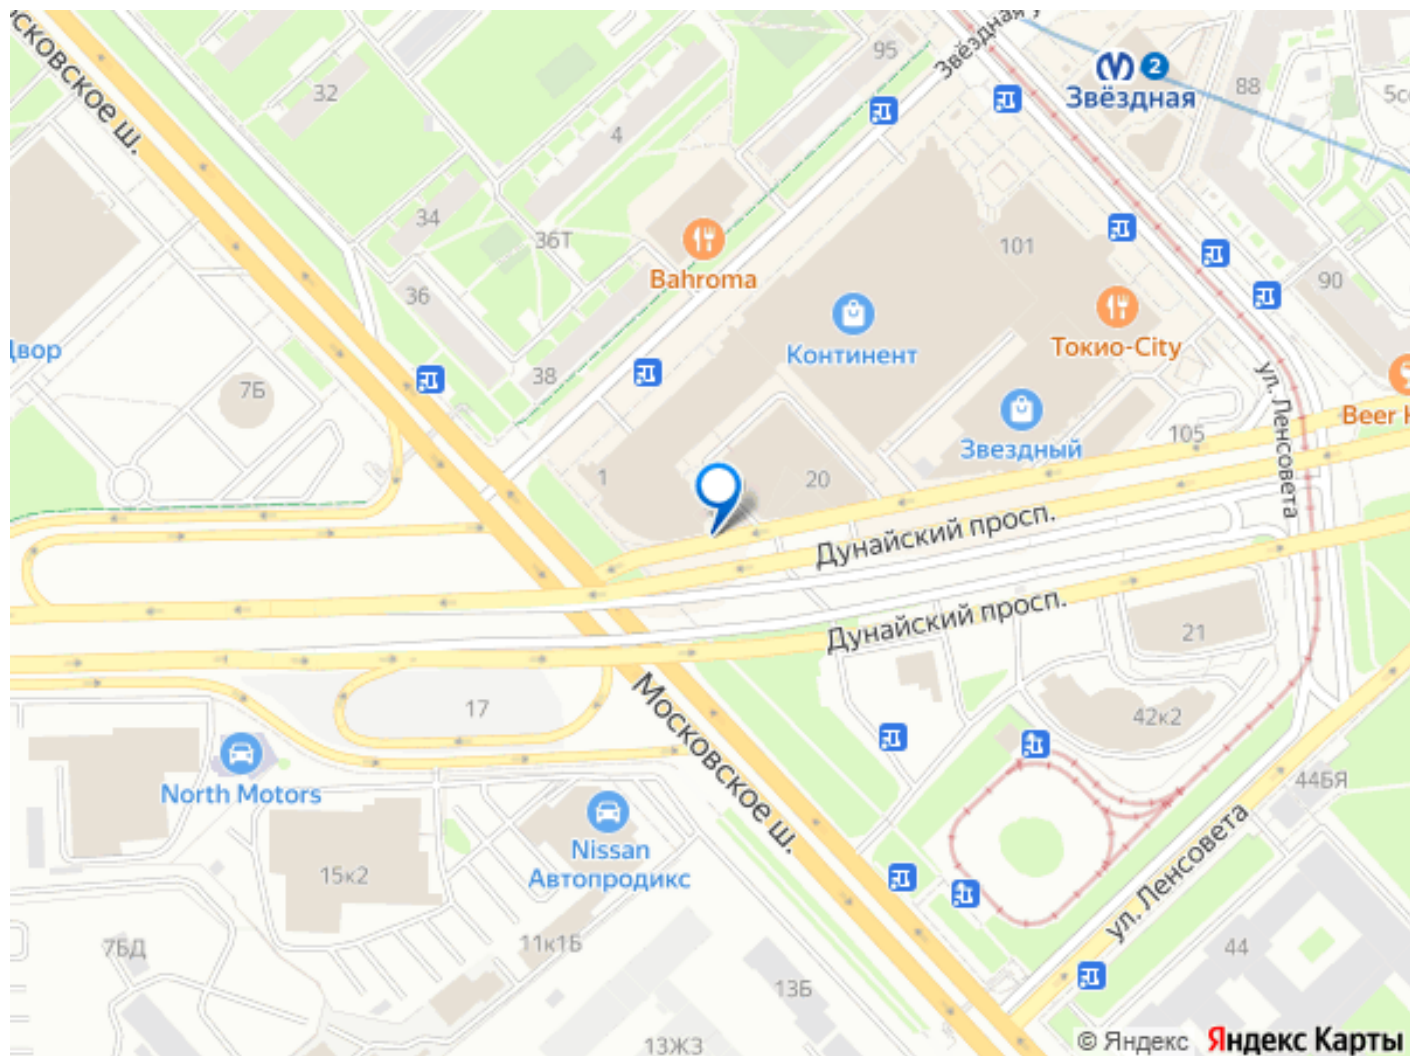 Московское ш.
32
4
95
Звёздная у
2
Звёздная
88
5с
34
36Т
Bahroma
101
90
36
Континент
Токио-City
Двор
7Б
38
ул. Ленсовета
Beer H
Звездный
105
1
20
Дунайский просп.
Дунайский просп.
21
17
Московское ш.
42к2
North Motors
44БЯ
Nissan
Автопродикс
15к2
ул. Ленсовета
7БД
11к1Б
44
13Б
13Ж3
© Яндекс Яндекс Карты